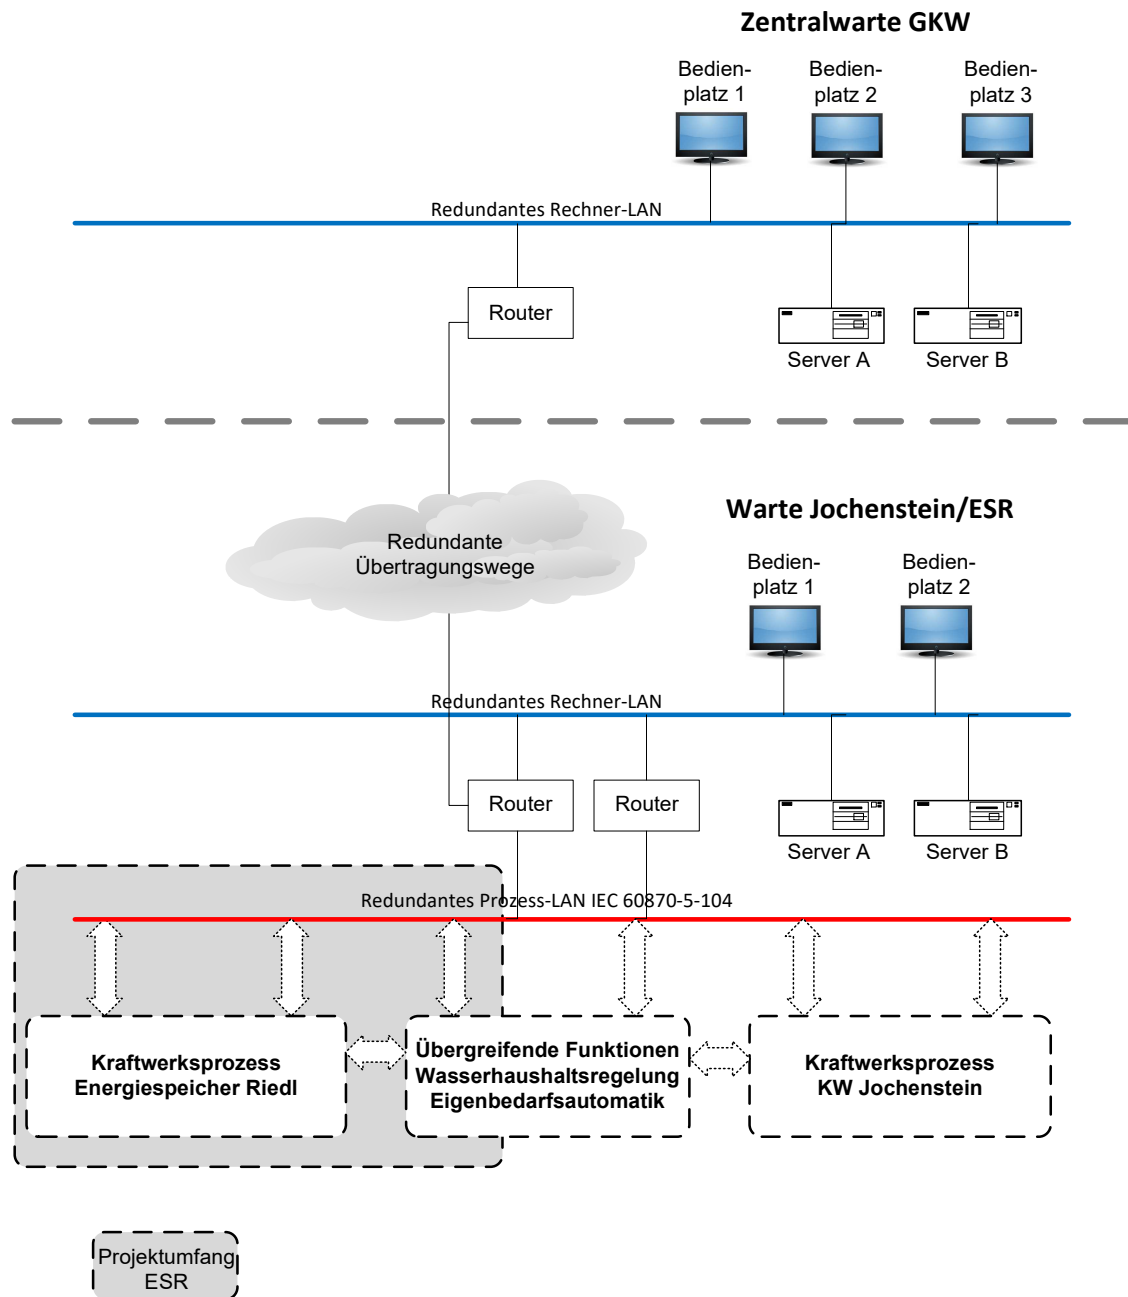 Zentralwarte GKW
Bedien-
platz 1
Bedien-
platz 2
Bedien-
platz 3
Redundantes Rechner-LAN
Router
Server A
Server B
Redundante
Übertragungswege
Warte Jochenstein/ESR
Bedien-
platz 1
Bedien-
platz 2
Redundantes Rechner-LAN
Router
Router
Server A
Server B
Redundantes Prozess-LAN IEC 60870-5-104
Kraftwerksprozess
Energiespeicher Riedl
Übergreifende Funktionen
Wasserhaushaltsregelung
Eigenbedarfsautomatik
Kraftwerksprozess
KW Jochenstein
Projektumfang
ESR